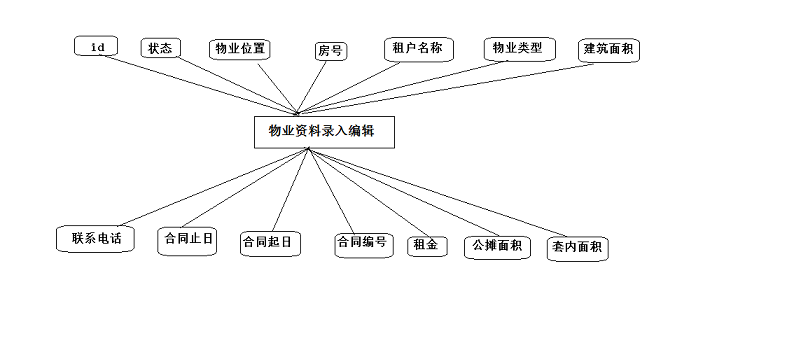 id
状态
物业位置
房号
租户名称
物业类型
建筑面积
物业资料录入编辑
联系电话
合同止日
合同起日
合同编号
租金
公摊面积
套内面积